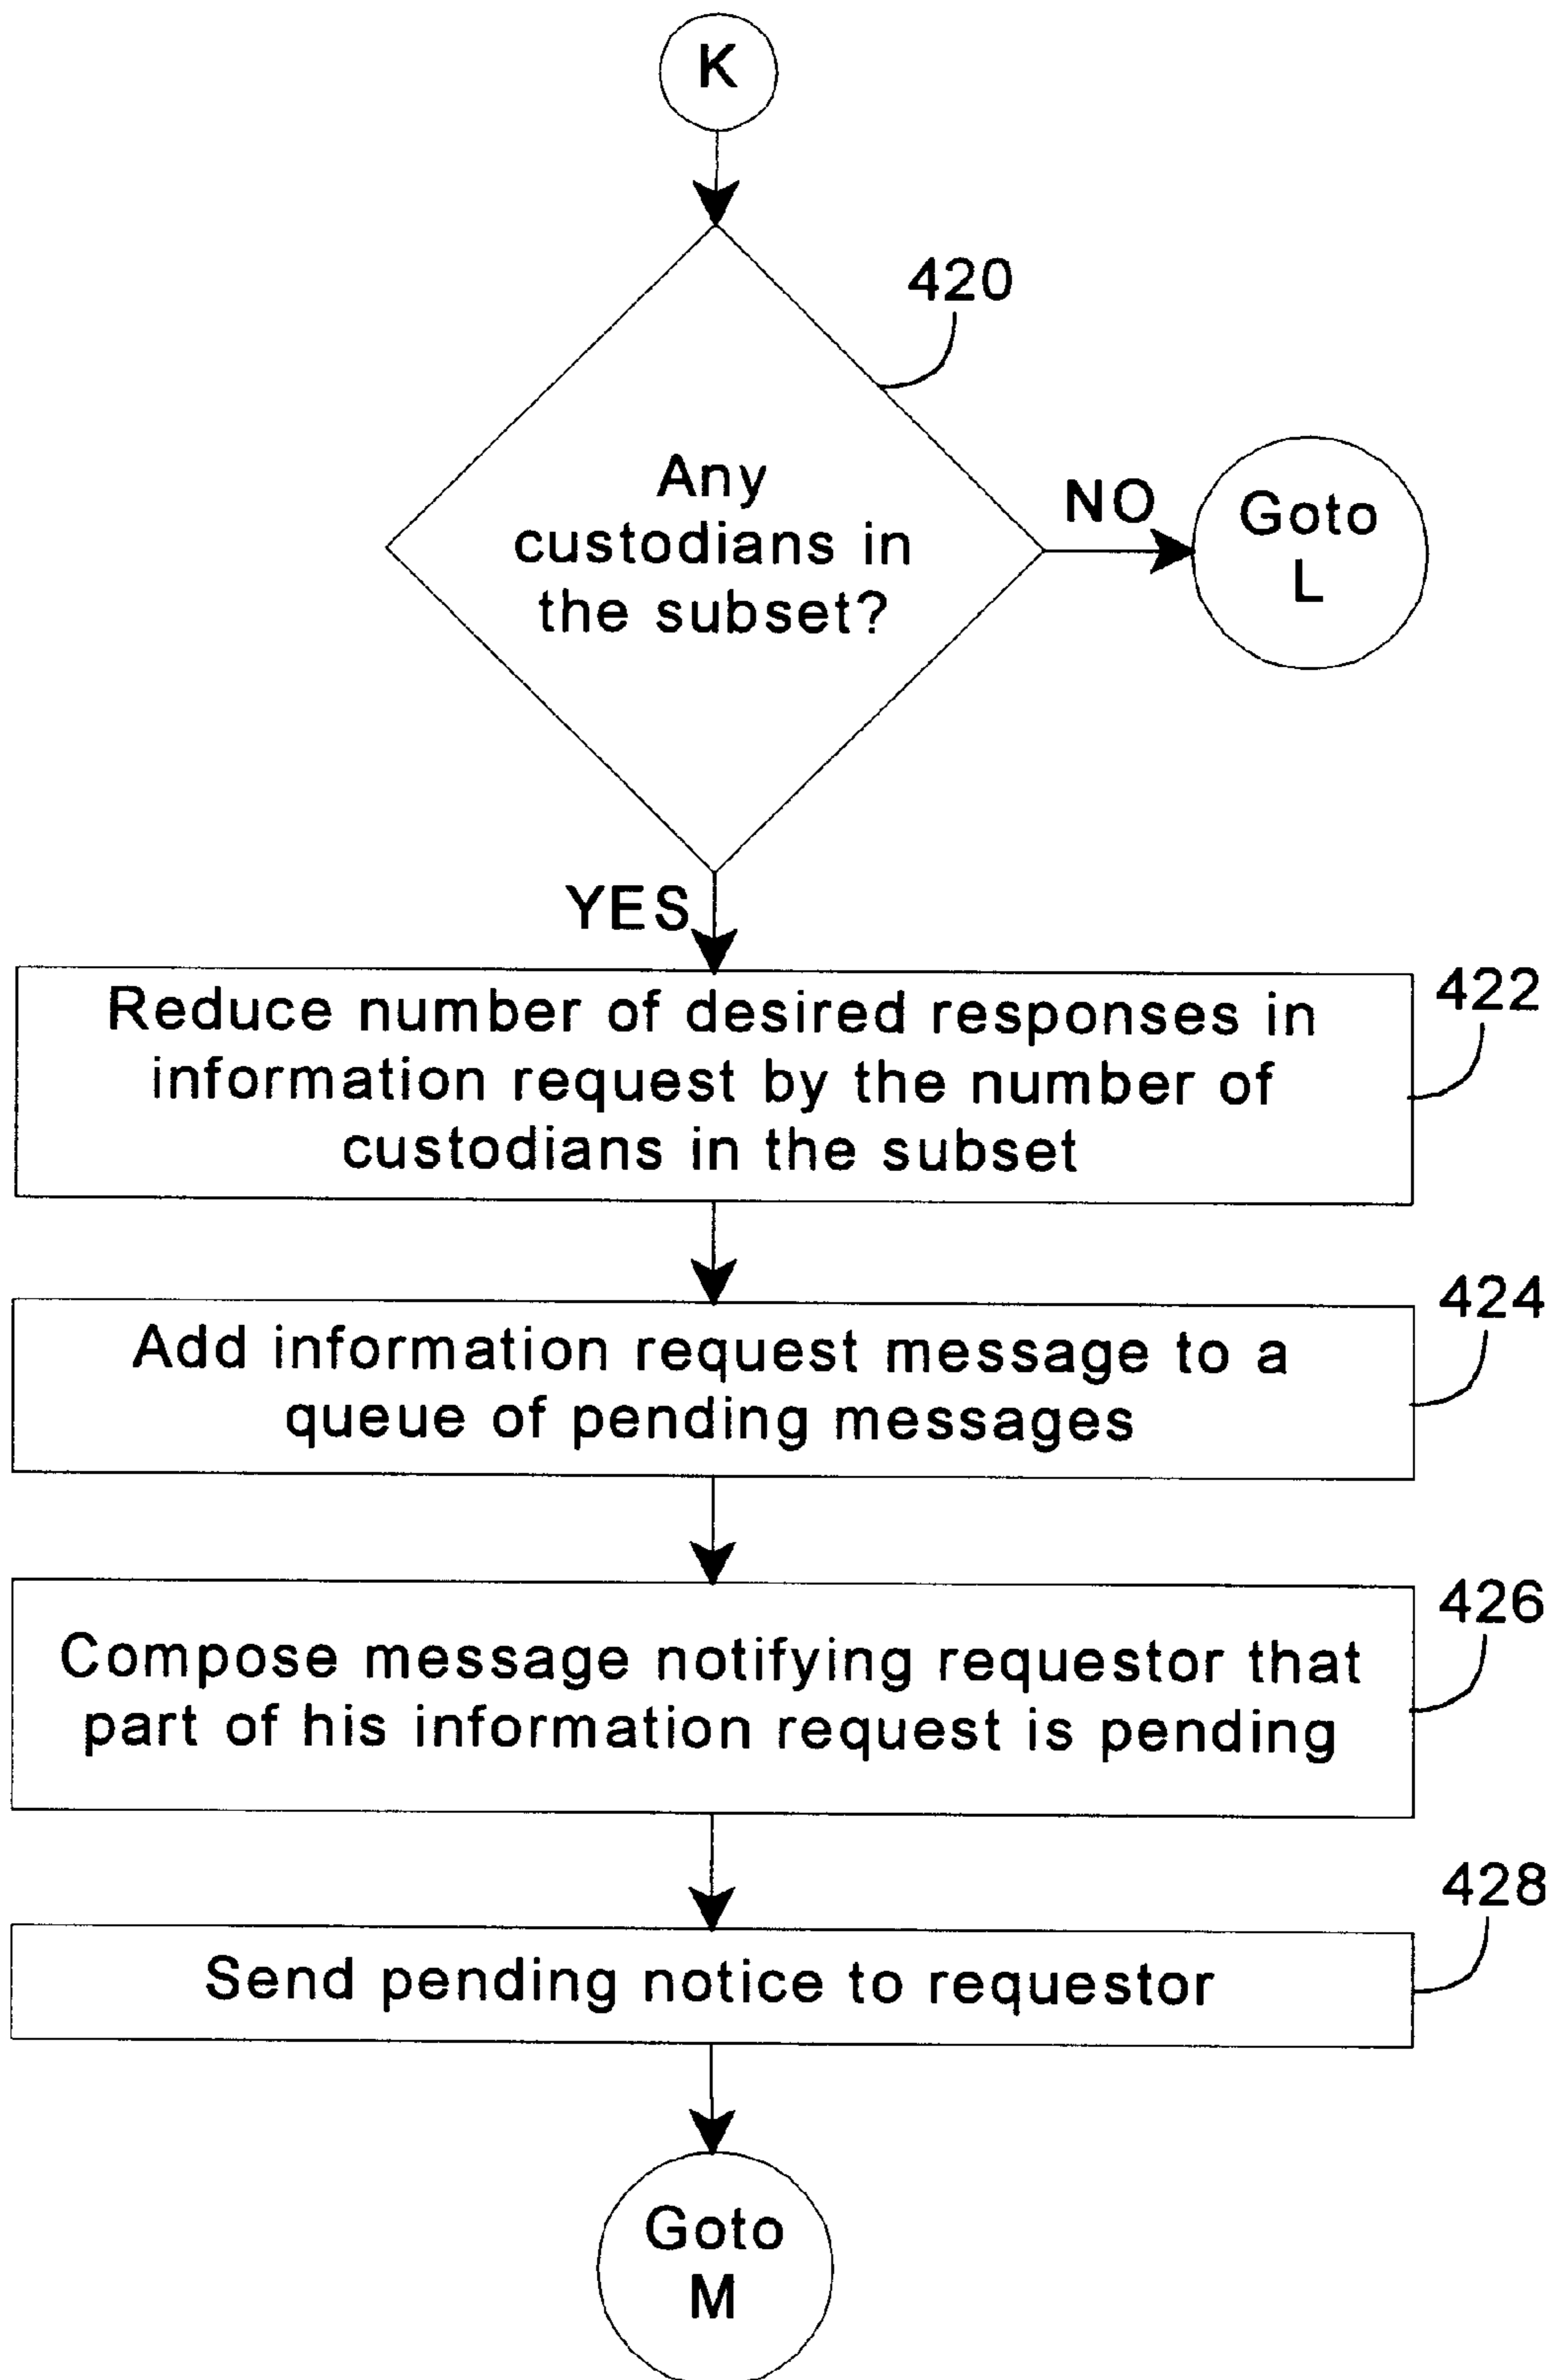 K
420
Any
custodians in
the subset?
NO
Goto
L
YES
422
Reduce number of desired responses in
information request by the number of
custodians in the subset
424
Add information request message to a
queue of pending messages
426
Compose message notifying requestor that
part of his information request is pending
428
Send pending notice to requestor
Goto
M